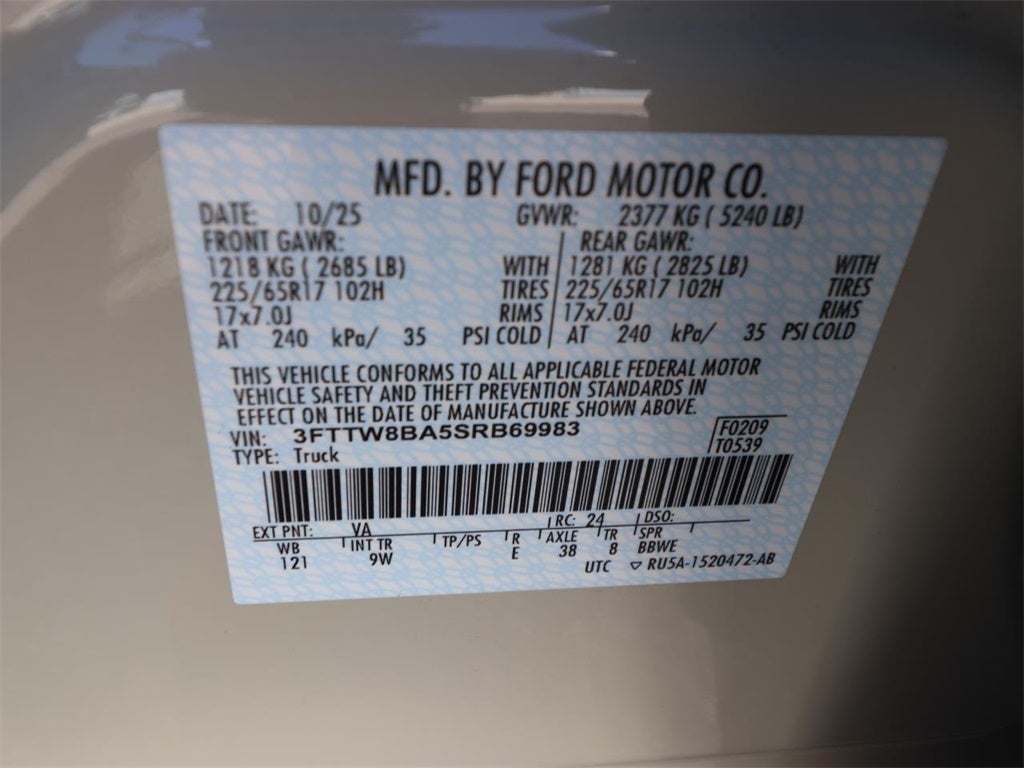 MFD. BY FORD MOTOR CO.
DATE: 10/25 GVWR: 2377 KG ( 5240 LB)
FRONT GAWR: REAR GAWR:
1218 KG ( 2685 LB) WITH 1281 KG ( 2825 LB) WITH
225/65R17 102H TIRES 225/65R17 102H TIRES
17x7.0J RIMS 17x7.0J RIMS
AT 240 kPa/ 35 PSI COLD AT 240 kPa/ 35 PSI COLD
THIS VEHICLE CONFORMS TO ALL APPLICABLE FEDERAL MOTOR
VEHICLE SAFETY AND THEFT PREVENTION STANDARDS IN
EFFECT ON THE DATE OF MANUFACTURE SHOWN ABOVE.
VIN: 3FTTW8BA5SRB69983 F0209
TYPE: Truck T0539
EXT PNT: VA RC: 24 DSO:
WB INT TR TP/PS R AXLE TR SPR
121 9W E 38 8 BBWE
UTC ▽ RU5A-1520472-AB